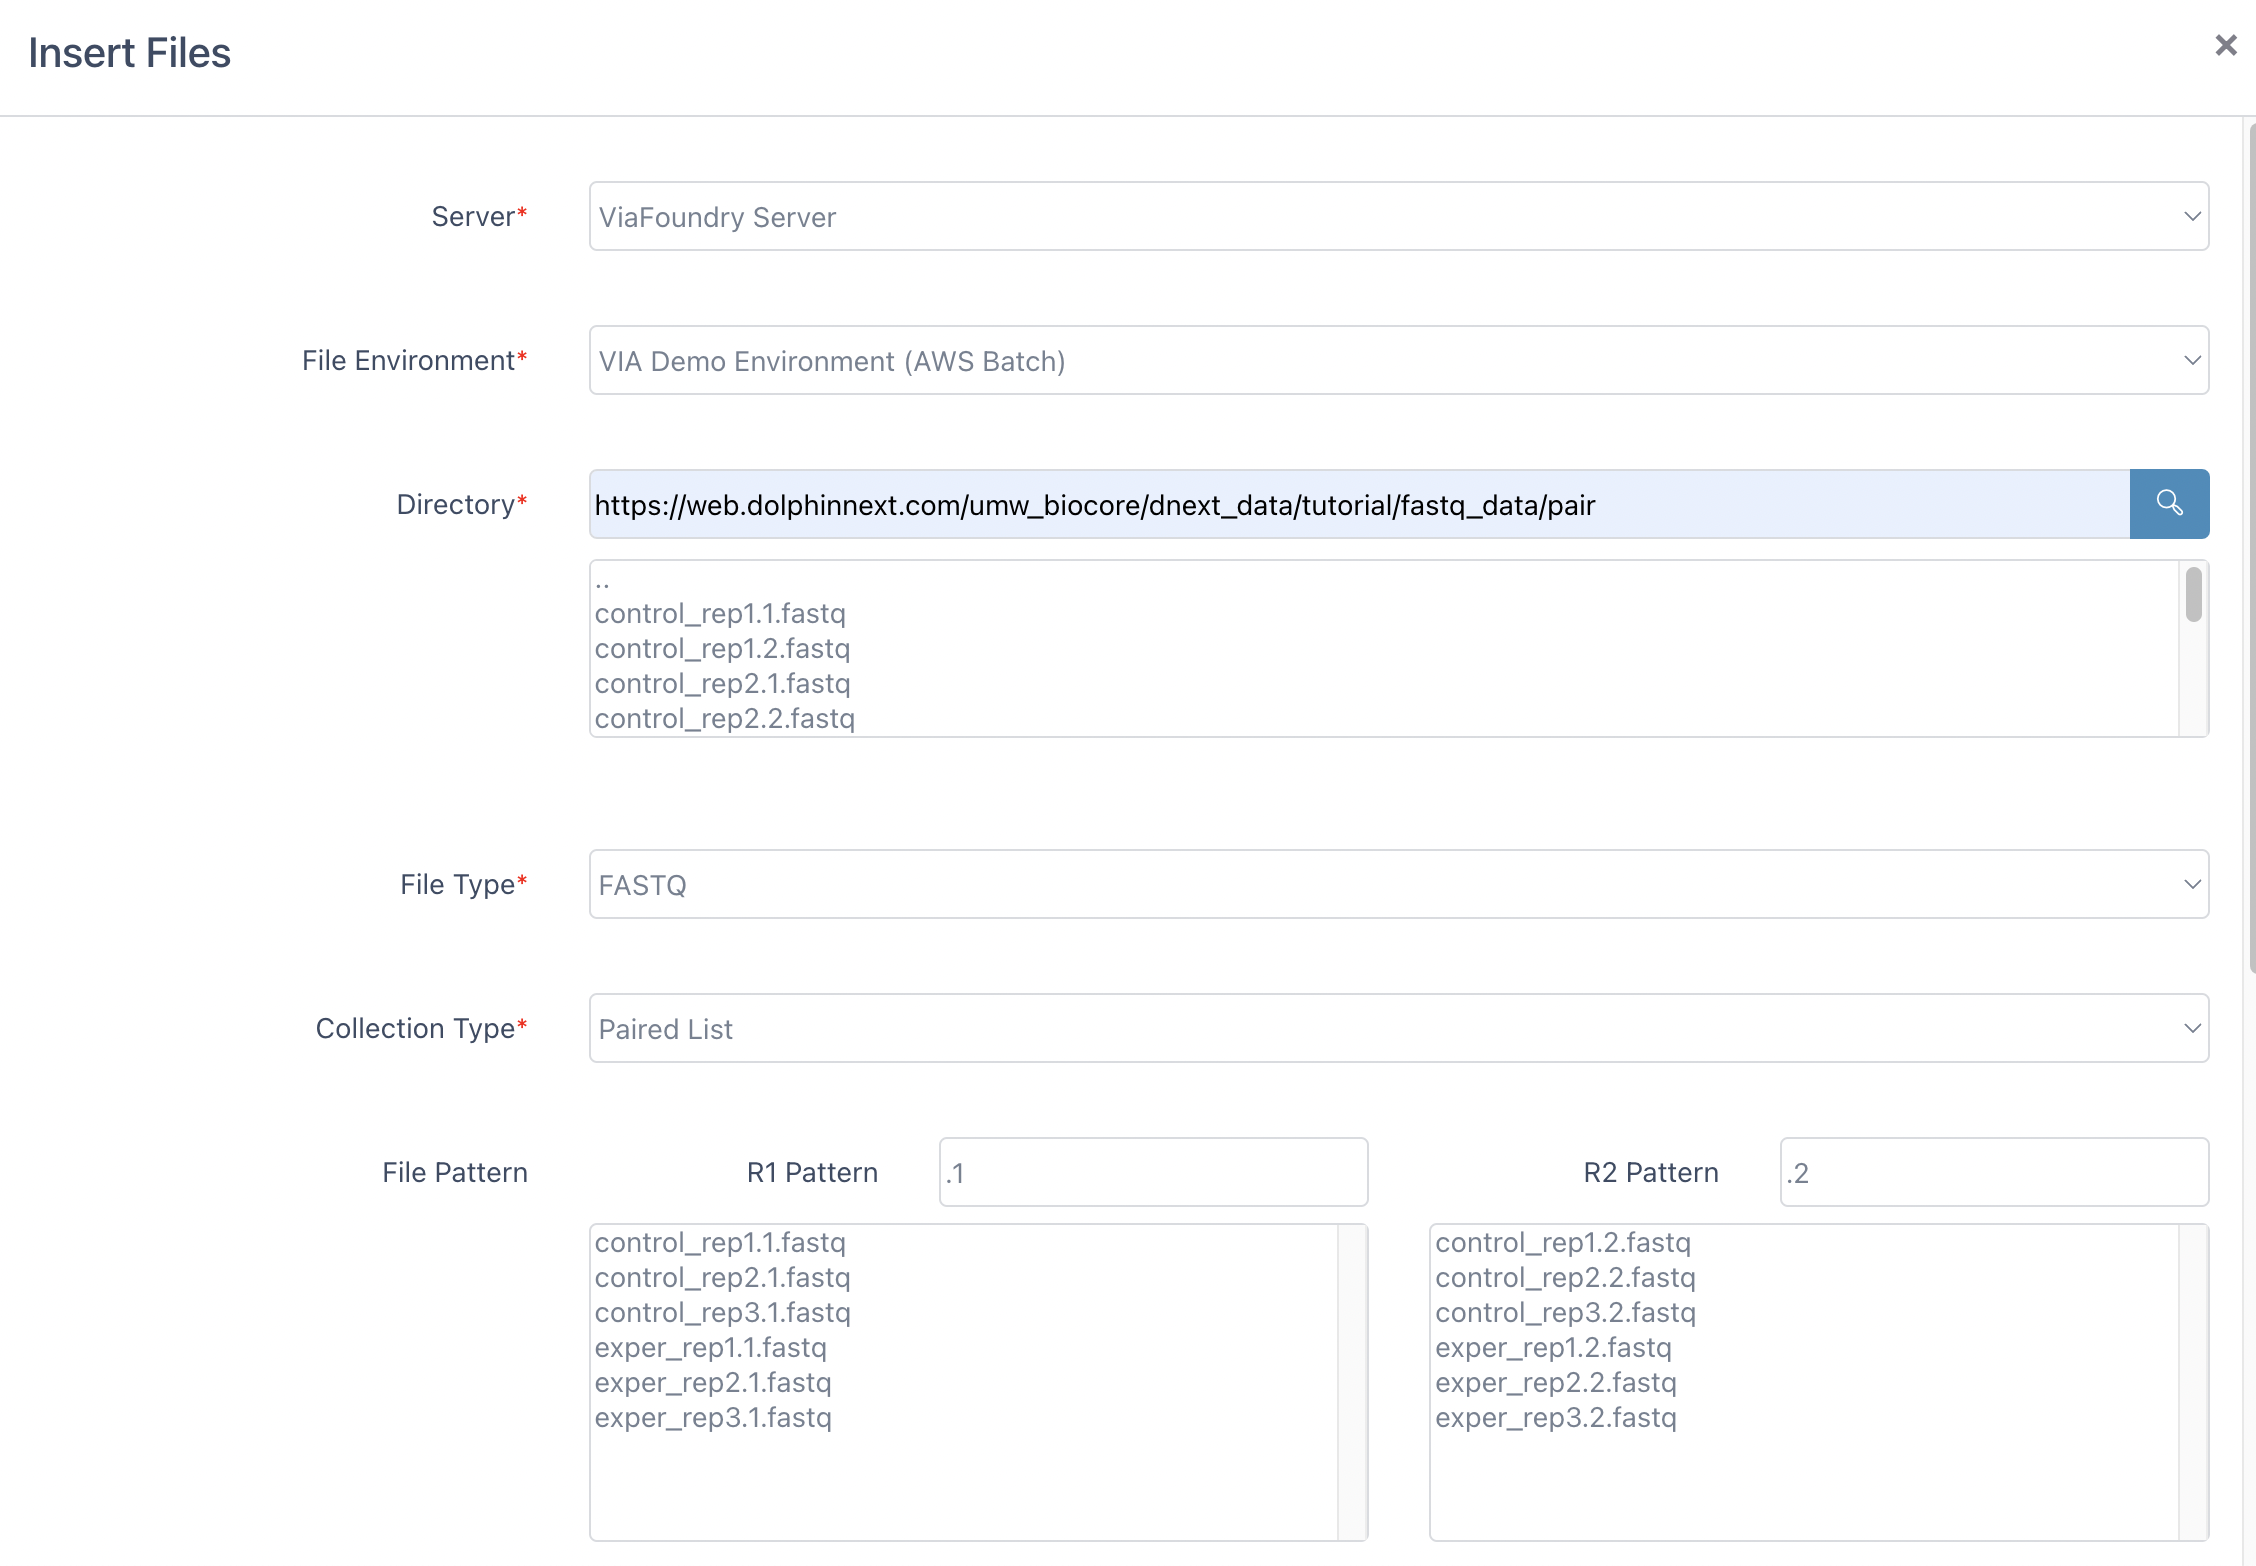 Insert Files
Server*
ViaFoundry Server
File Environment*
VIA Demo Environment (AWS Batch)
Directory*
https://web.dolphinnext.com/umw_biocore/dnext_data/tutorial/fastq_data/pair
..
control_rep1.1.fastq
control_rep1.2.fastq
control_rep2.1.fastq
control_rep2.2.fastq
File Type*
FASTQ
Collection Type*
Paired List
File Pattern
R1 Pattern
.1
R2 Pattern
.2
control_rep1.1.fastq
control_rep2.1.fastq
control_rep3.1.fastq
exper_rep1.1.fastq
exper_rep2.1.fastq
exper_rep3.1.fastq
control_rep1.2.fastq
control_rep2.2.fastq
control_rep3.2.fastq
exper_rep1.2.fastq
exper_rep2.2.fastq
exper_rep3.2.fastq